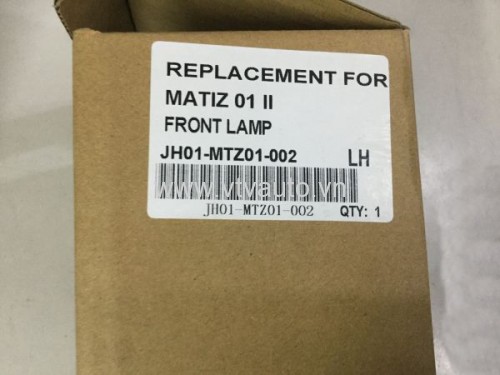 REPLACEMENT FOR
MATIZ 01 II
FRONT LAMP
JH01-MTZ01-002 LH
www.vtvauto.vn
JH01-MTZ01-002 QTY: 1